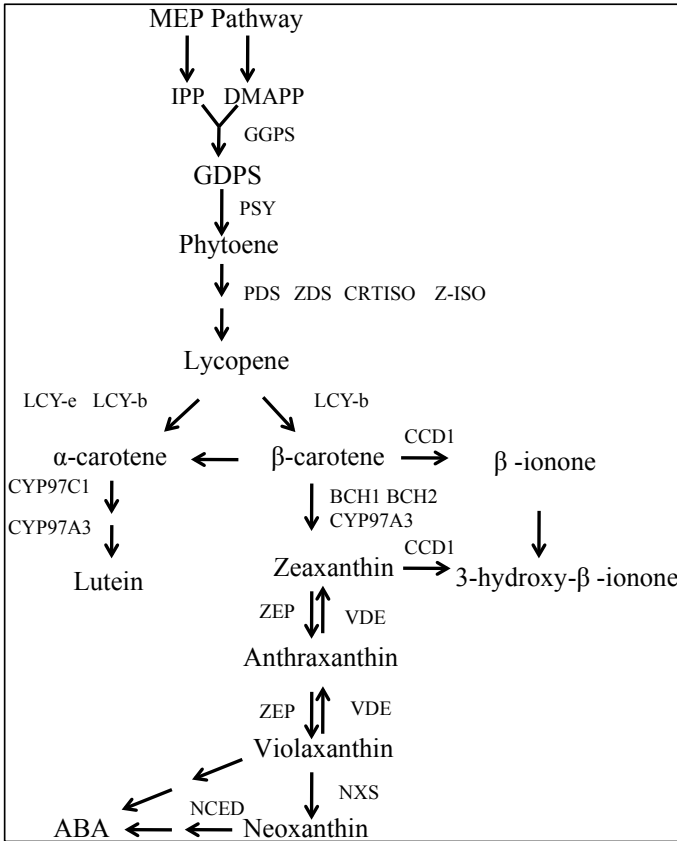 MEP Pathway
IPP DMAPP
GGPS
GDPS
PSY
Phytoene
PDS ZDS CRTISO Z-ISO
Lycopene
LCY-e LCY-b LCY-b
CCD1
α-carotene β-carotene β -ionone
CYP97C1 BCH1 BCH2
CYP97A3 CYP97A3
CCD1
Lutein Zeaxanthin 3-hydroxy-β -ionone
ZEP VDE
Anthraxanthin
ZEP VDE
Violaxanthin
NXS
NCED
ABA Neoxanthin